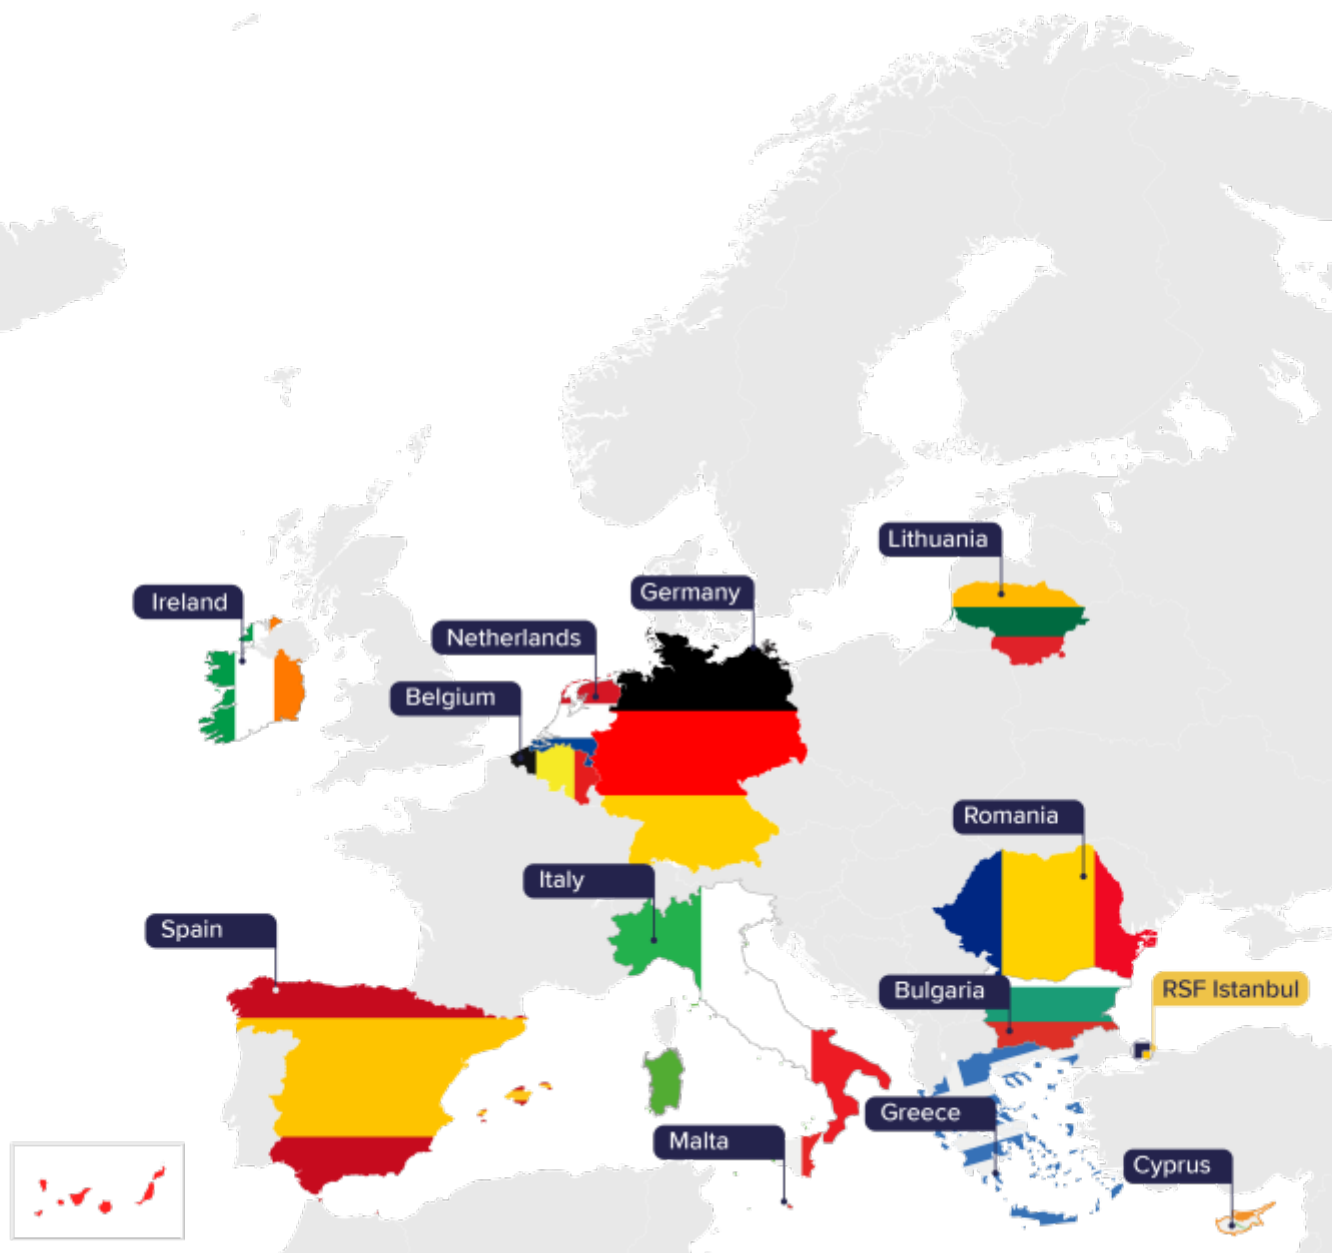 Lithuania
Germany
Ireland
Netherlands
Belgium
Romania
Italy
Spain
Bulgaria
RSF Istanbul
Greece
Malta
Cyprus